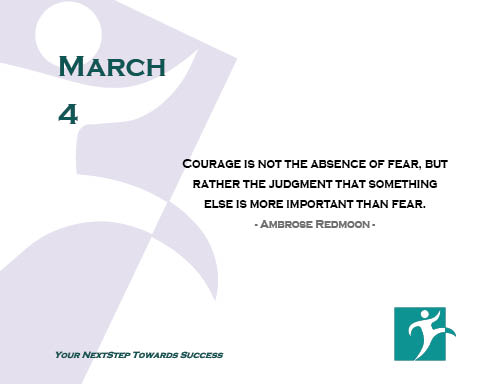 March
4
Courage is not the absence of fear, but
rather the judgment that something
else is more important than fear.
- Ambrose Redmoon -
Your NextStep Towards Success